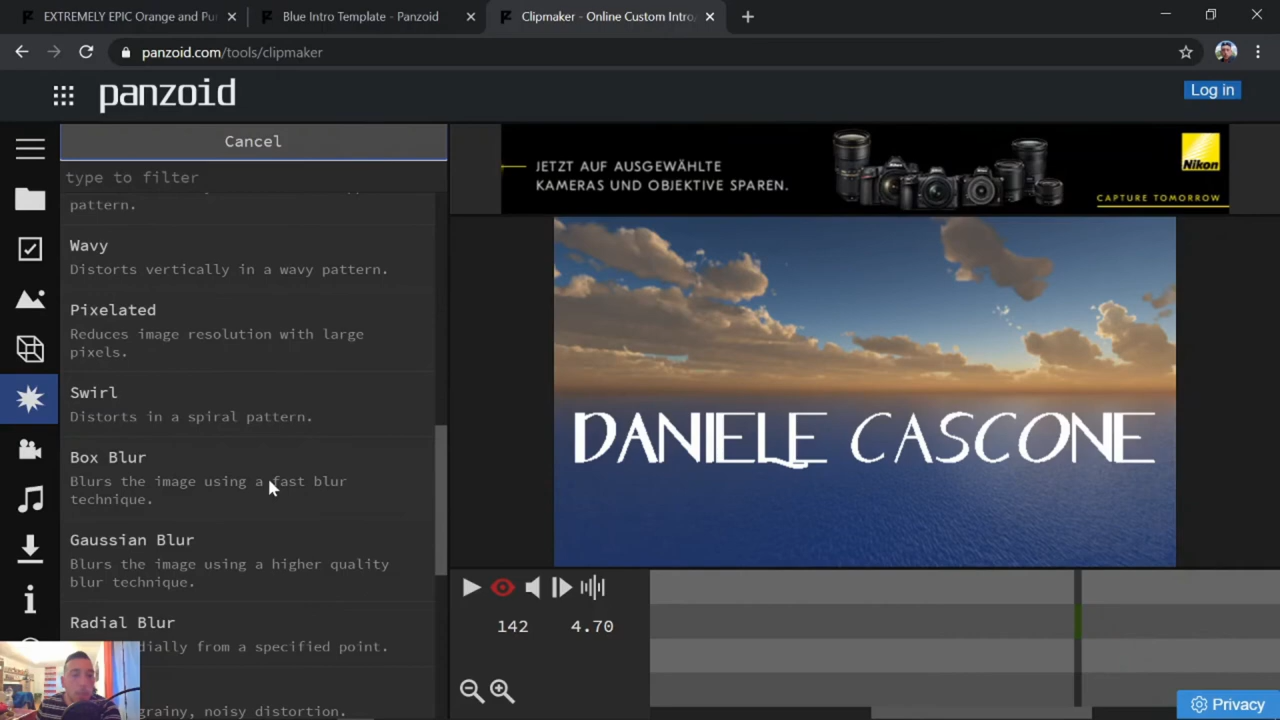 EXTREMELY EPIC Orange and Pu
Blue Intro Template - Panzoid
Clipmaker - Online Custom Intro,
panzoid.com/tools/clipmaker
panzoid
Log in
Cancel
type to filter
pattern.
Wavy
Distorts vertically in a wavy pattern.
Pixelated
Reduces image resolution with large
pixels.
Swirl
Distorts in a spiral pattern.
Box Blur
Blurs the image using a fast blur
technique.
Gaussian Blur
Blurs the image using a higher quality
blur technique.
Radial Blur
dially from a specified point.
grainy, noisy distortion.
JETZT AUF AUSGEWÄHLTE
KAMERAS UND OBJEKTIVE SPAREN.
Nikon
CAPTURE TOMORROW
DANIELE CASCONE
142
4.70
Privacy